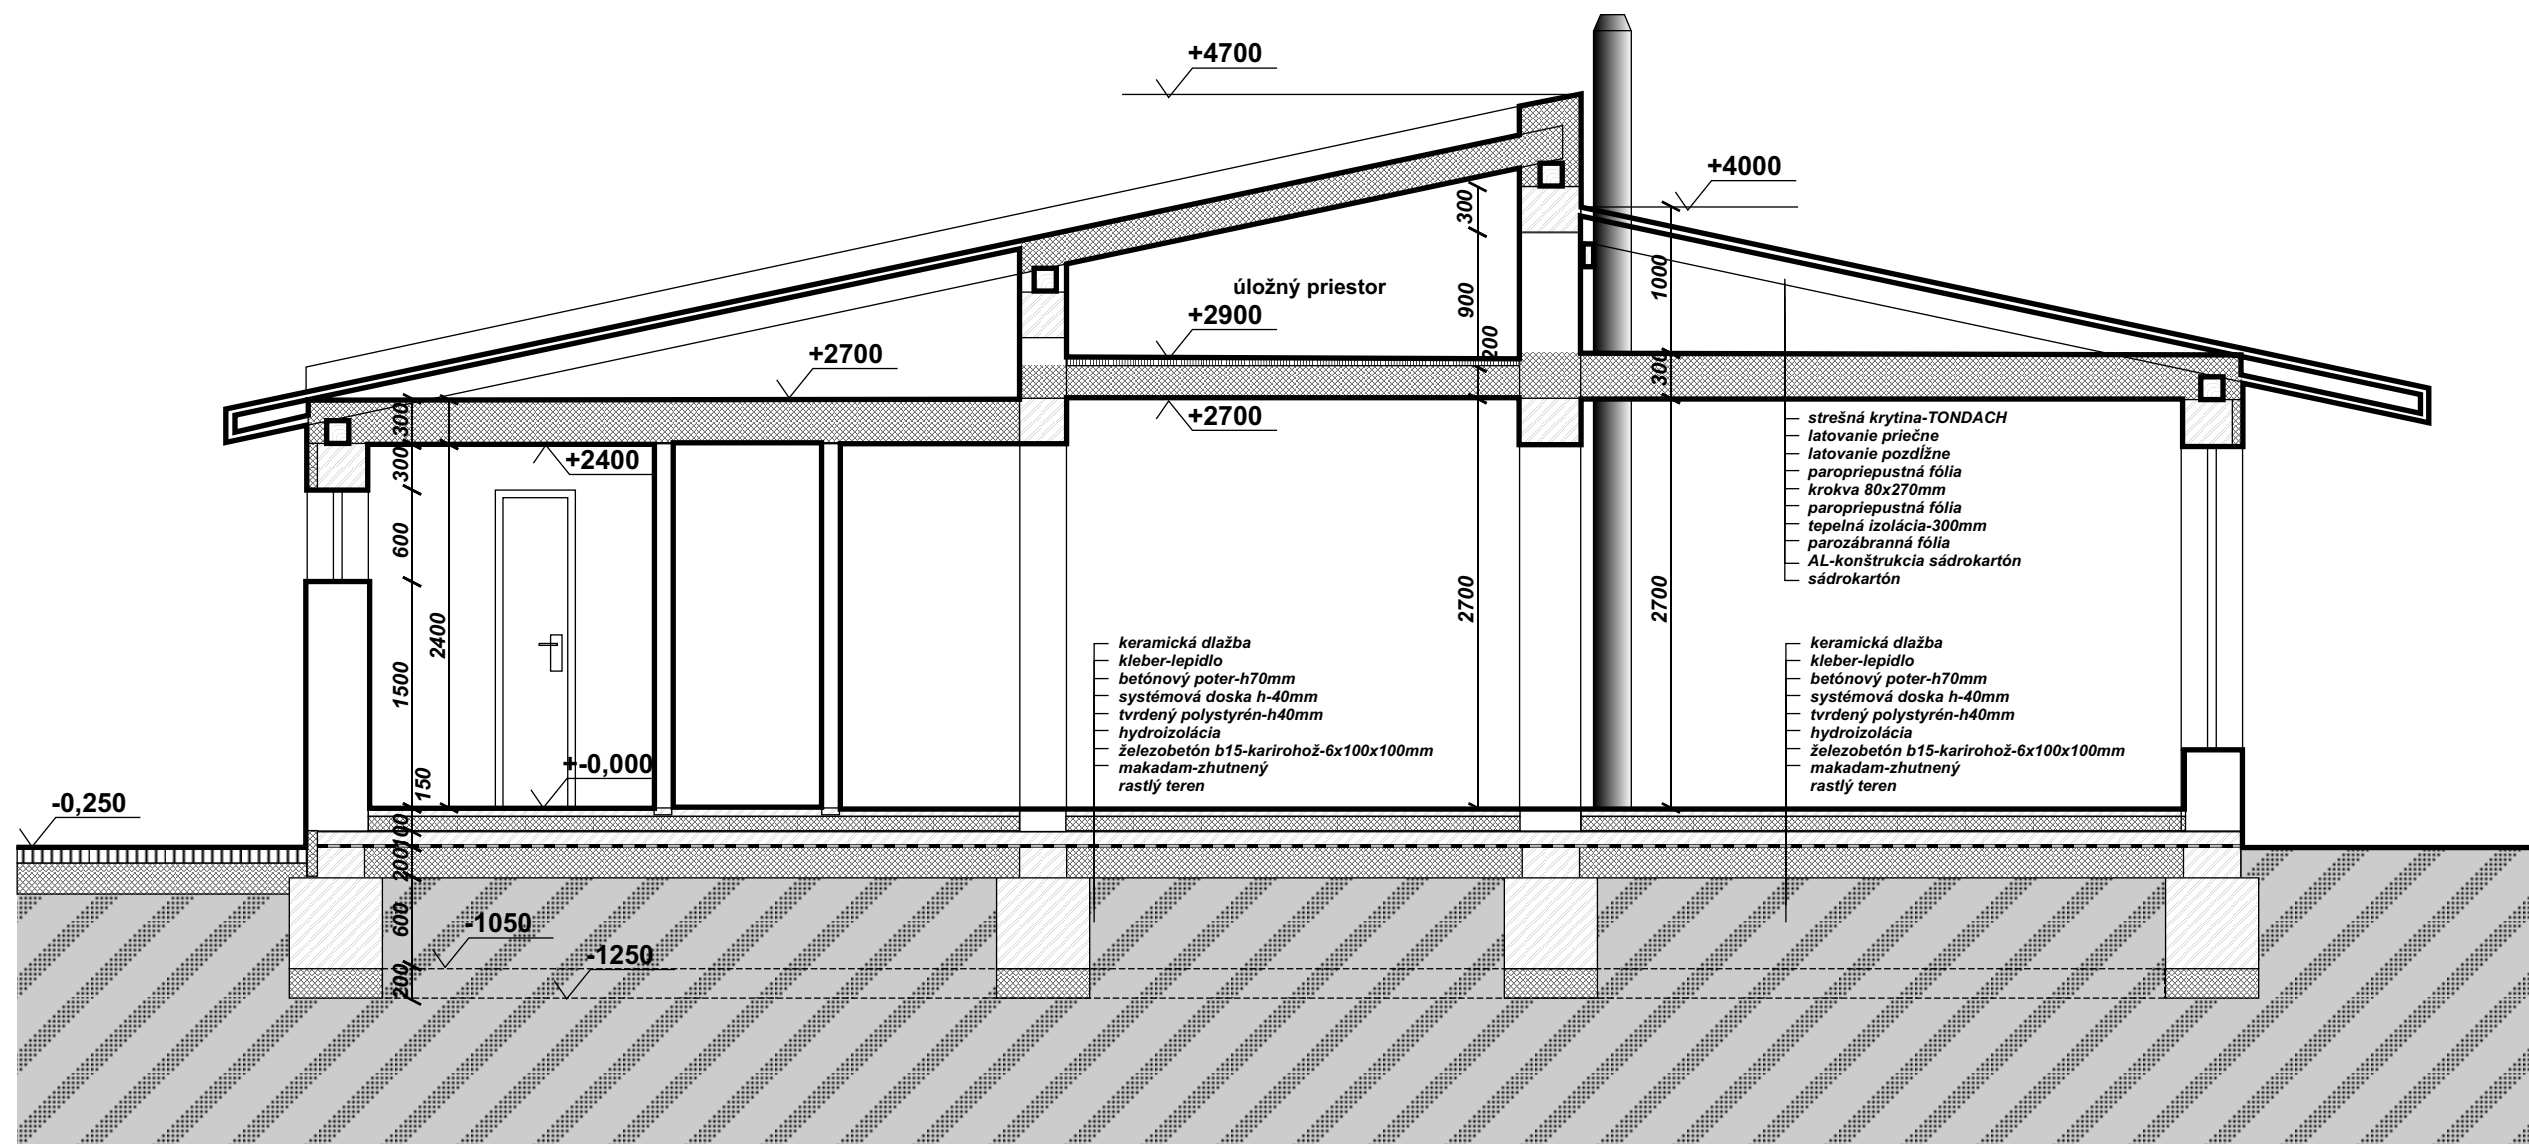 +4700
+4000
300
1000
úložný priestor
900
+2900
200
+2700
300
300
+2700
300
+2400
strešná krytina-TONDACH
latovanie priečne
latovanie pozdĺžne
paropriepustná fólia
krokva 80x270mm
paropriepustná fólia
tepelná izolácia-300mm
parozábranná fólia
AL-konštrukcia sádrokartón
sádrokartón
600
2400
2700
2700
1500
keramická dlažba
kleber-lepidlo
betónový poter-h70mm
systémová doska h-40mm
tvrdený polystyrén-h40mm
hydroizolácia
železobetón b15-karirohož-6x100x100mm
makadam-zhutnený
rastlý teren
keramická dlažba
kleber-lepidlo
betónový poter-h70mm
systémová doska h-40mm
tvrdený polystyrén-h40mm
hydroizolácia
železobetón b15-karirohož-6x100x100mm
makadam-zhutnený
rastlý teren
+-0,000
150
-0,250
100
200
600
-1050
-1250
200